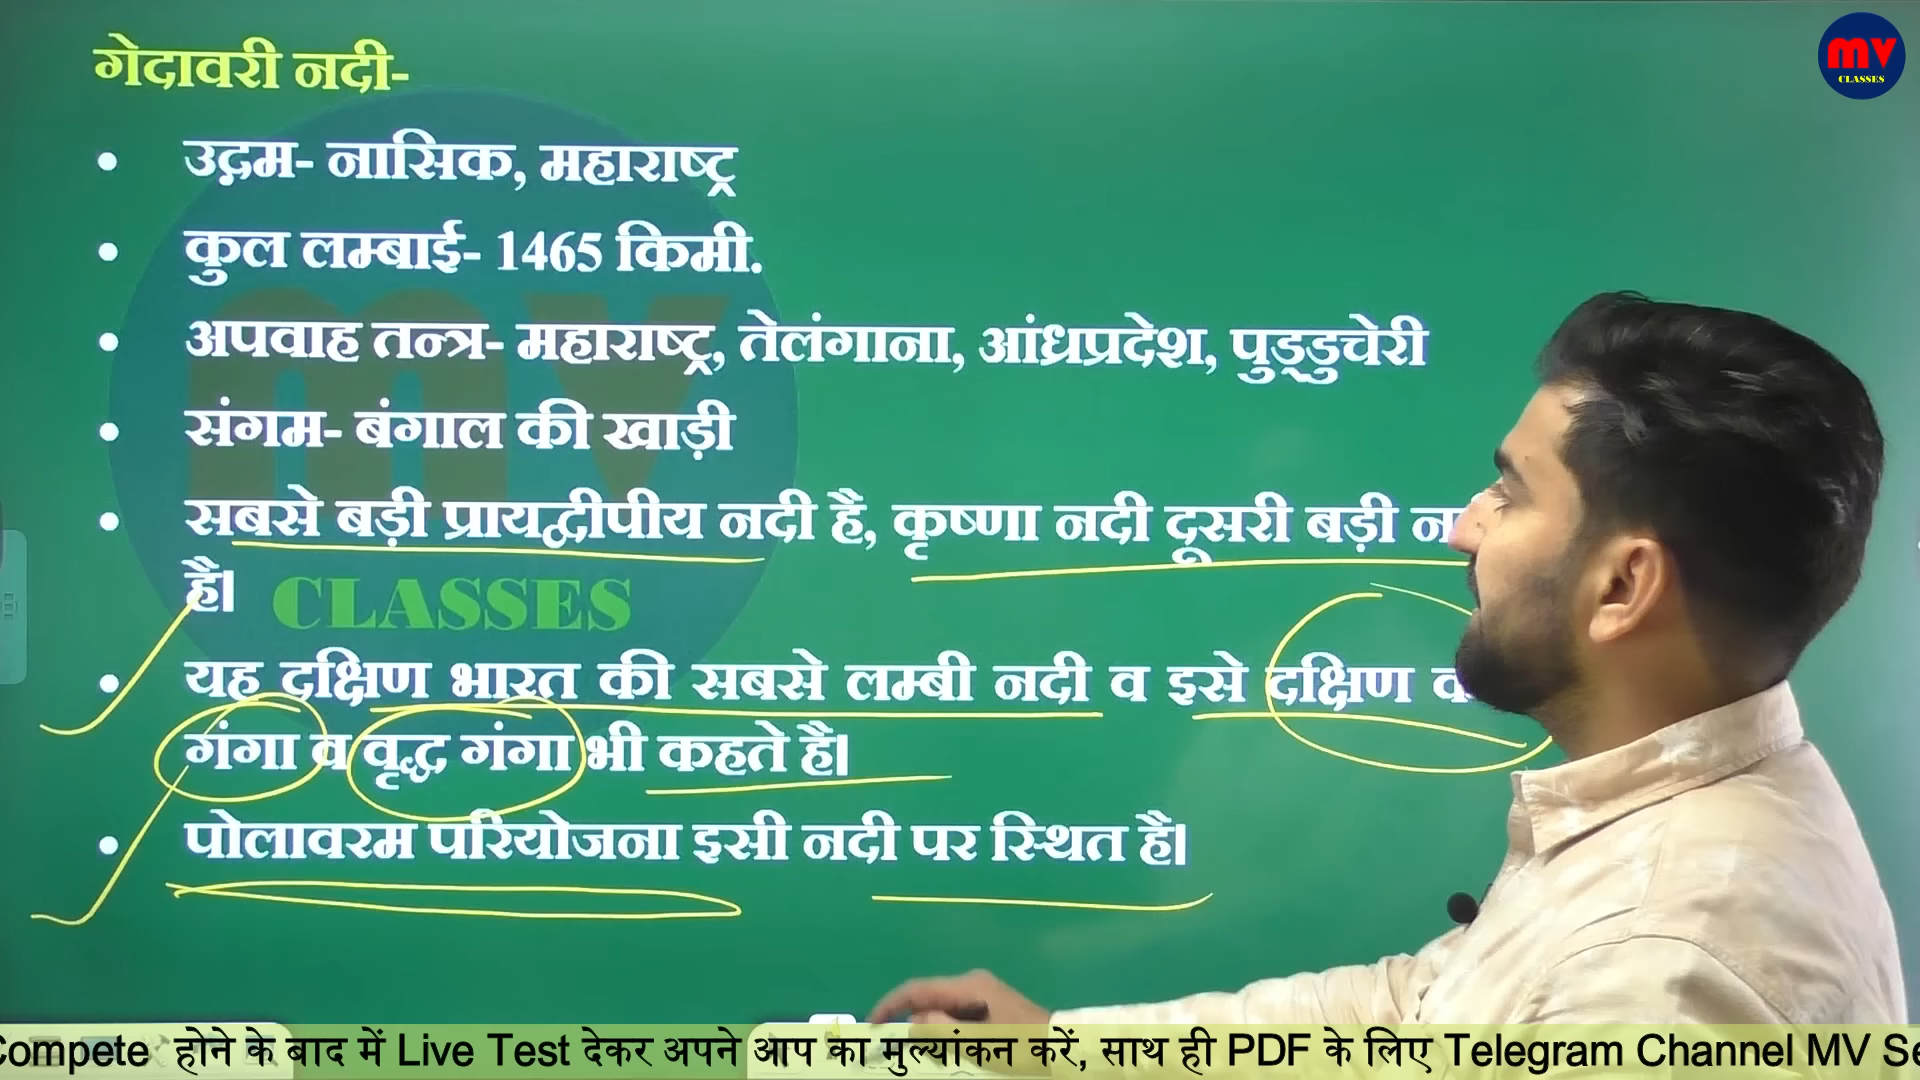 MV
CLASSES
गेदावरी नदी-
• उद्गम- नासिक, महाराष्ट्र
• कुल लम्बाई- 1465 किमी.
• अपवाह तन्त्र- महाराष्ट्र, तेलंगाना, आंध्रप्रदेश, पुड्डुचेरी
• संगम- बंगाल की खाड़ी
• सबसे बड़ी प्रायद्वीपीय नदी है, कृष्णा नदी दूसरी बड़ी
है।
CLASSES
• यह दक्षिण भारत की सबसे लम्बी नदी व इसे दक्षिण
गंगा व वृद्ध गंगा भी कहते है।
• पोलावरम परियोजना इसी नदी पर स्थित है।
Compete होने के बाद में Live Test देकर अपने आप का मुल्यांकन करें, साथ ही PDF के लिए Telegram Channel MV